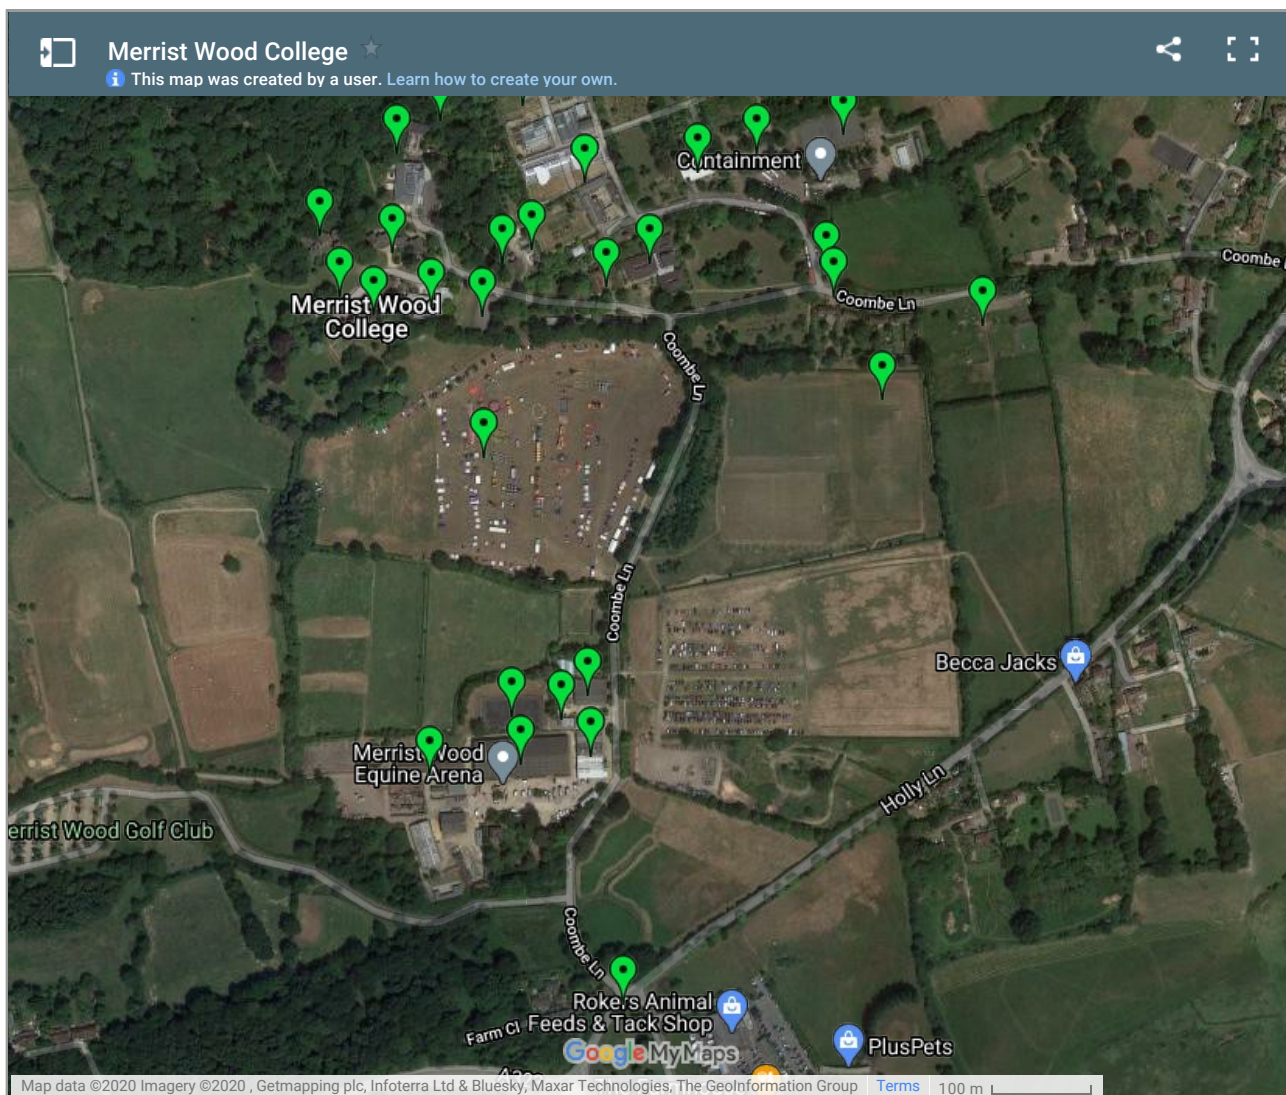 Merrist Wood College
This map was created by a user. Learn how to create your own.
Containment
Coombe
Merrist Wood
College
Coombe Ln
Coombe Ln
Coombe Ln
Becca Jacks
Merrist Wood
Equine Arena
Holly Ln
errist Wood Golf Club
Coombe Ln
Rokers Animal
Feeds & Tack Shop
Farm Cl
PlusPets
Google My Maps
Map data ©2020 Imagery ©2020 , Getmapping plc, Infoterra Ltd & Bluesky, Maxar Technologies, The GeoInformation Group
Terms
100 m